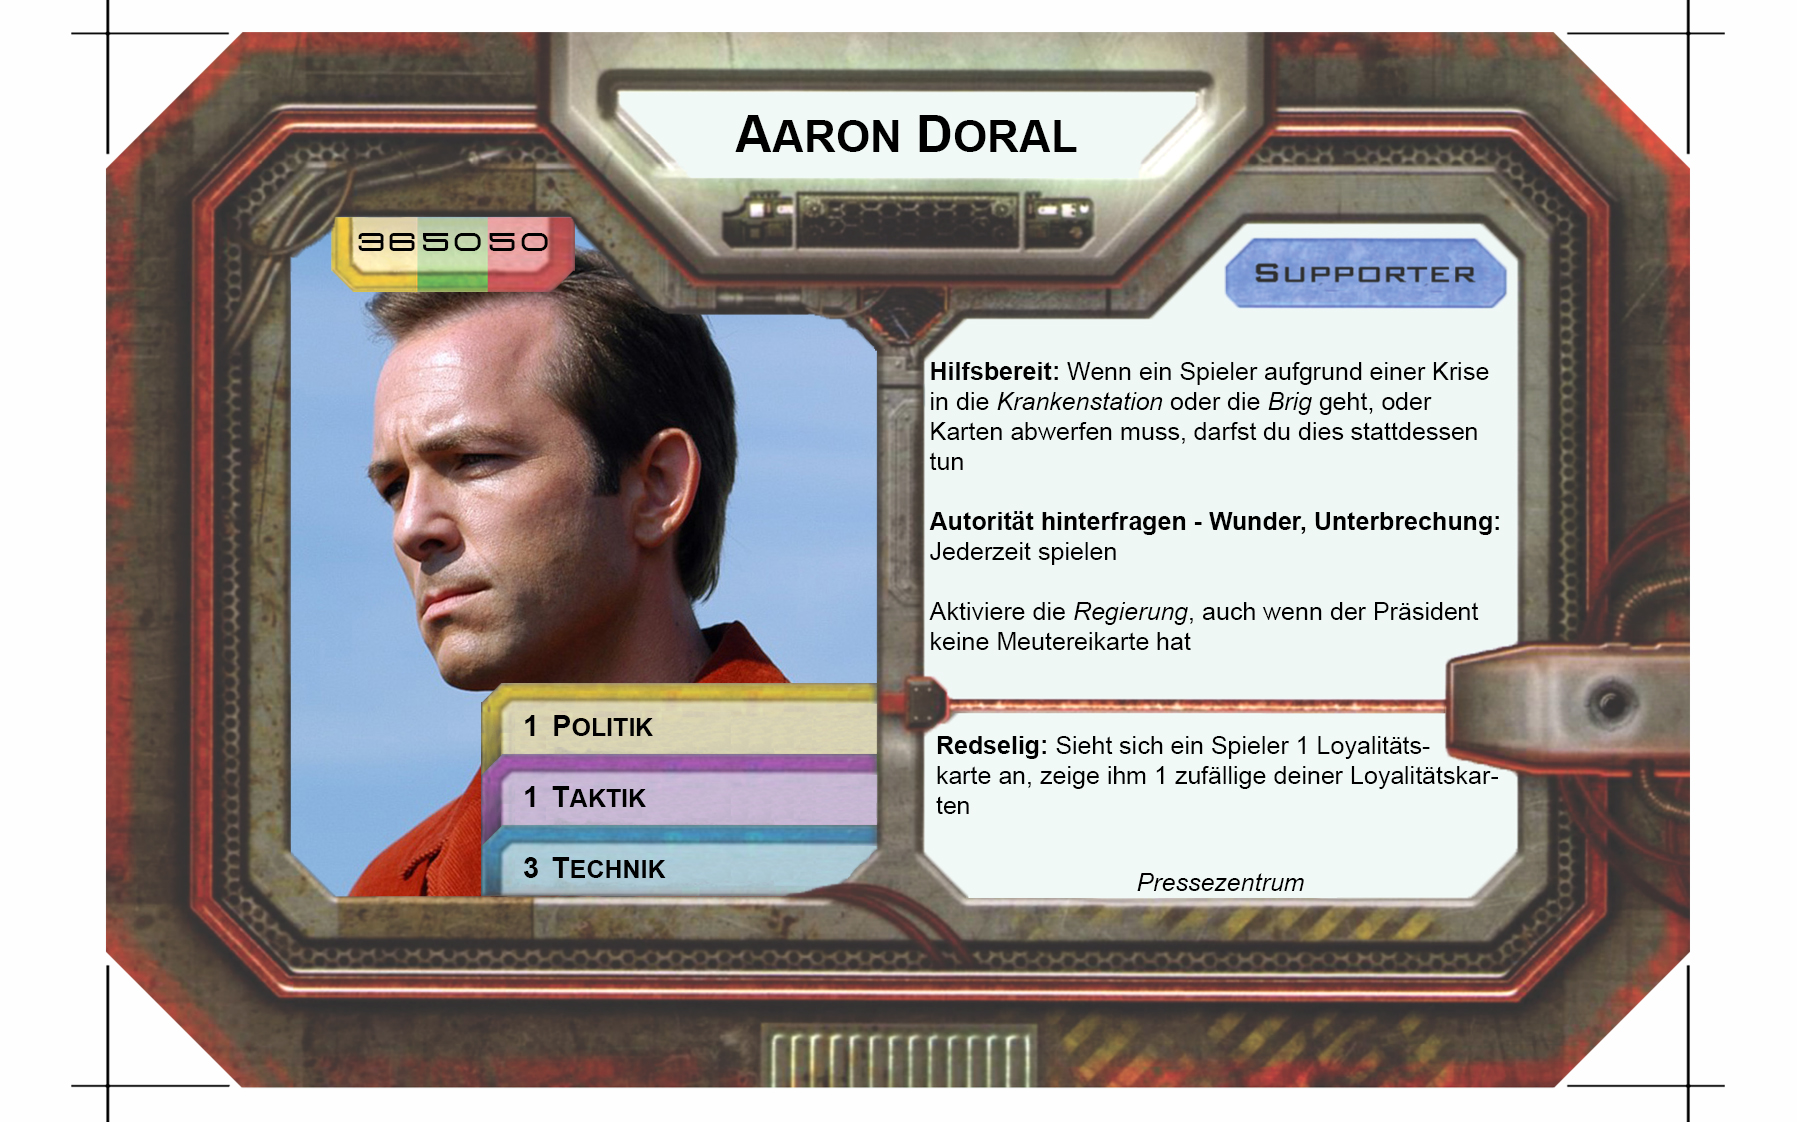 AARON DORAL
365050
SUPPORTER
Hilfsbereit: Wenn ein Spieler aufgrund einer Krise
in die Krankenstation oder die Brig geht, oder
Karten abwerfen muss, darfst du dies stattdessen
tun
Autorität hinterfragen - Wunder, Unterbrechung:
Jederzeit spielen
Aktiviere die Regierung, auch wenn der Präsident
keine Meutereikarte hat
1 POLITIK
1 TAKTIK
3 TECHNIK
Redselig: Sieht sich ein Spieler 1 Loyalitäts-
karte an, zeige ihm 1 zufällige deiner Loyalitätskar-
ten
Pressezentrum